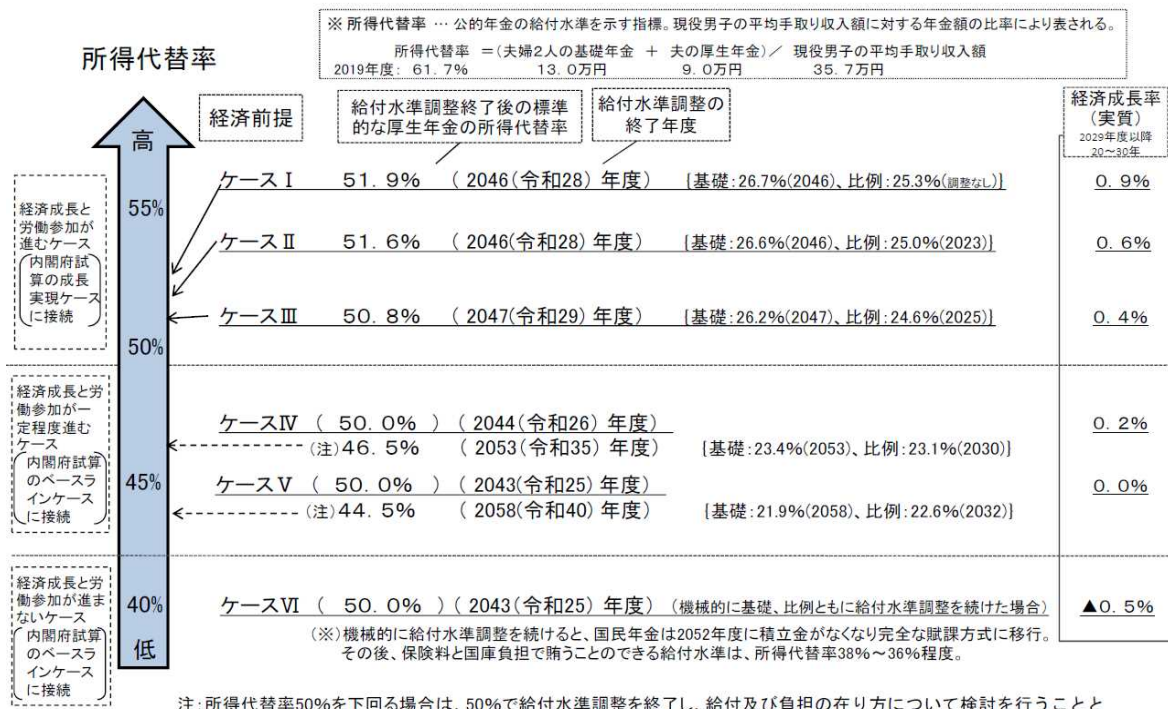 ※ 所得代替率 … 公的年金の給付水準を示す指標。現役男子の平均手取り収入額に対する年金額の比率により表される。
所得代替率 ＝(夫婦2人の基礎年金 ＋ 夫の厚生年金)／ 現役男子の平均手取り収入額
2019年度: 61.7% 13.0万円 9.0万円 35.7万円
所得代替率
高
55%
50%
45%
40%
低
経済前提
給付水準調整終了後の標準
的な厚生年金の所得代替率
給付水準調整の
終了年度
経済成長率
(実質)
2029年度以降
20～30年
経済成長と
労働参加が
進むケース
内閣府試
算の成長
実現ケース
に接続
ケースⅠ 51.9% (2046(令和28)年度) {基礎:26.7%(2046)、比例:25.3%(調整なし)} 0.9%
ケースⅡ 51.6% (2046(令和28)年度) {基礎:26.6%(2046)、比例:25.0%(2023)} 0.6%
ケースⅢ 50.8% (2047(令和29)年度) {基礎:26.2%(2047)、比例:24.6%(2025)} 0.4%
経済成長と労
働参加が一
定程度進む
ケース
内閣府試算
のベースラ
インケース
に接続
ケースⅣ (50.0%) (2044(令和26)年度) 0.2%
(注)46.5% (2053(令和35)年度) {基礎:23.4%(2053)、比例:23.1%(2030)}
ケースⅤ (50.0%) (2043(令和25)年度) 0.0%
(注)44.5% (2058(令和40)年度) {基礎:21.9%(2058)、比例:22.6%(2032)}
経済成長と労
働参加が進ま
ないケース
内閣府試算
のベースラ
インケース
に接続
ケースⅥ (50.0%) (2043(令和25)年度) (機械的に基礎、比例ともに給付水準調整を続けた場合) ▲0.5%
(※)機械的に給付水準調整を続けると、国民年金は2052年度に積立金がなくなり完全な賦課方式に移行。
その後、保険料と国庫負担で賄うことのできる給付水準は、所得代替率38%～36%程度。
注:所得代替率50%を下回る場合は、50%で給付水準調整を終了し、給付及び負担の在り方について検討を行うことと